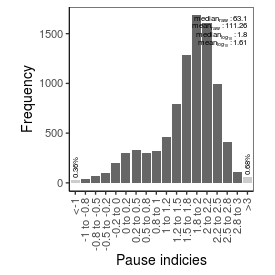 median_raw : 63.1
mean_raw : 111.26
median_log10 : 1.8
mean_log10 : 1.61
Frequency
1500
1000
500
0
0.36%
0.68%
<-1
-1 to -0.8
-0.8 to -0.5
-0.5 to -0.2
-0.2 to 0
0 to 0.2
0.2 to 0.5
0.5 to 0.8
0.8 to 1
1 to 1.2
1.2 to 1.5
1.5 to 1.8
1.8 to 2
2 to 2.2
2.2 to 2.5
2.5 to 2.8
2.8 to 3
>3
Pause indicies